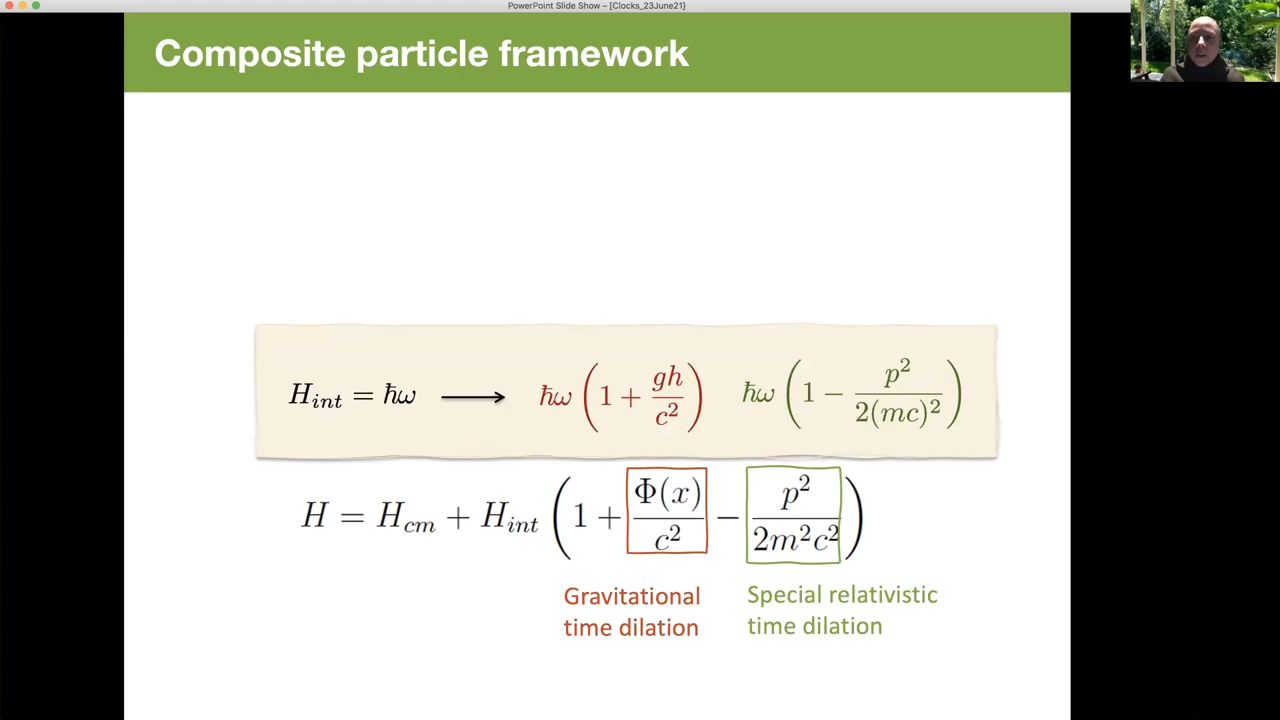 PowerPoint Slide Show – [Clocks_23June21]
Composite particle framework
H_int = ħω ⟶ ħω (1 + gh/c²) ħω (1 − p²/2(mc)²)
H = H_cm + H_int (1 + Φ(x)/c² − p²/2m²c²)
Gravitational
time dilation
Special relativistic
time dilation